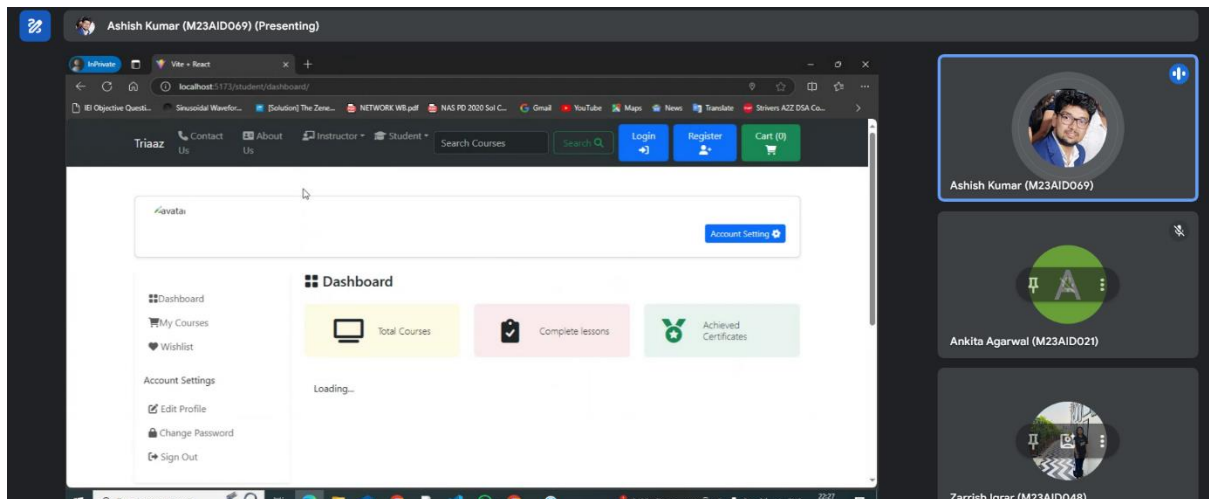 Ashish Kumar (M23AID069) (Presenting)
InPrivate Vite + React
localhost:5173/student/dashboard/
IEI Objective Questi... Sinusoidal Wavefor... [Solution] The Zene... NETWORK WB.pdf NAS PD 2020 Sol C... Gmail YouTube Maps News Translate Strivers A2Z DSA Co...
Triaaz Contact Us About Us Instructor Student Search Courses Search Login Register Cart (0)
avatar
Account Setting
Dashboard
Total Courses Complete lessons Achieved Certificates
Loading...
Dashboard
My Courses
Wishlist
Account Settings
Edit Profile
Change Password
Sign Out
22:27
Ashish Kumar (M23AID069)
A
Ankita Agarwal (M23AID021)
Zarrish Iqrar (M23AID048)